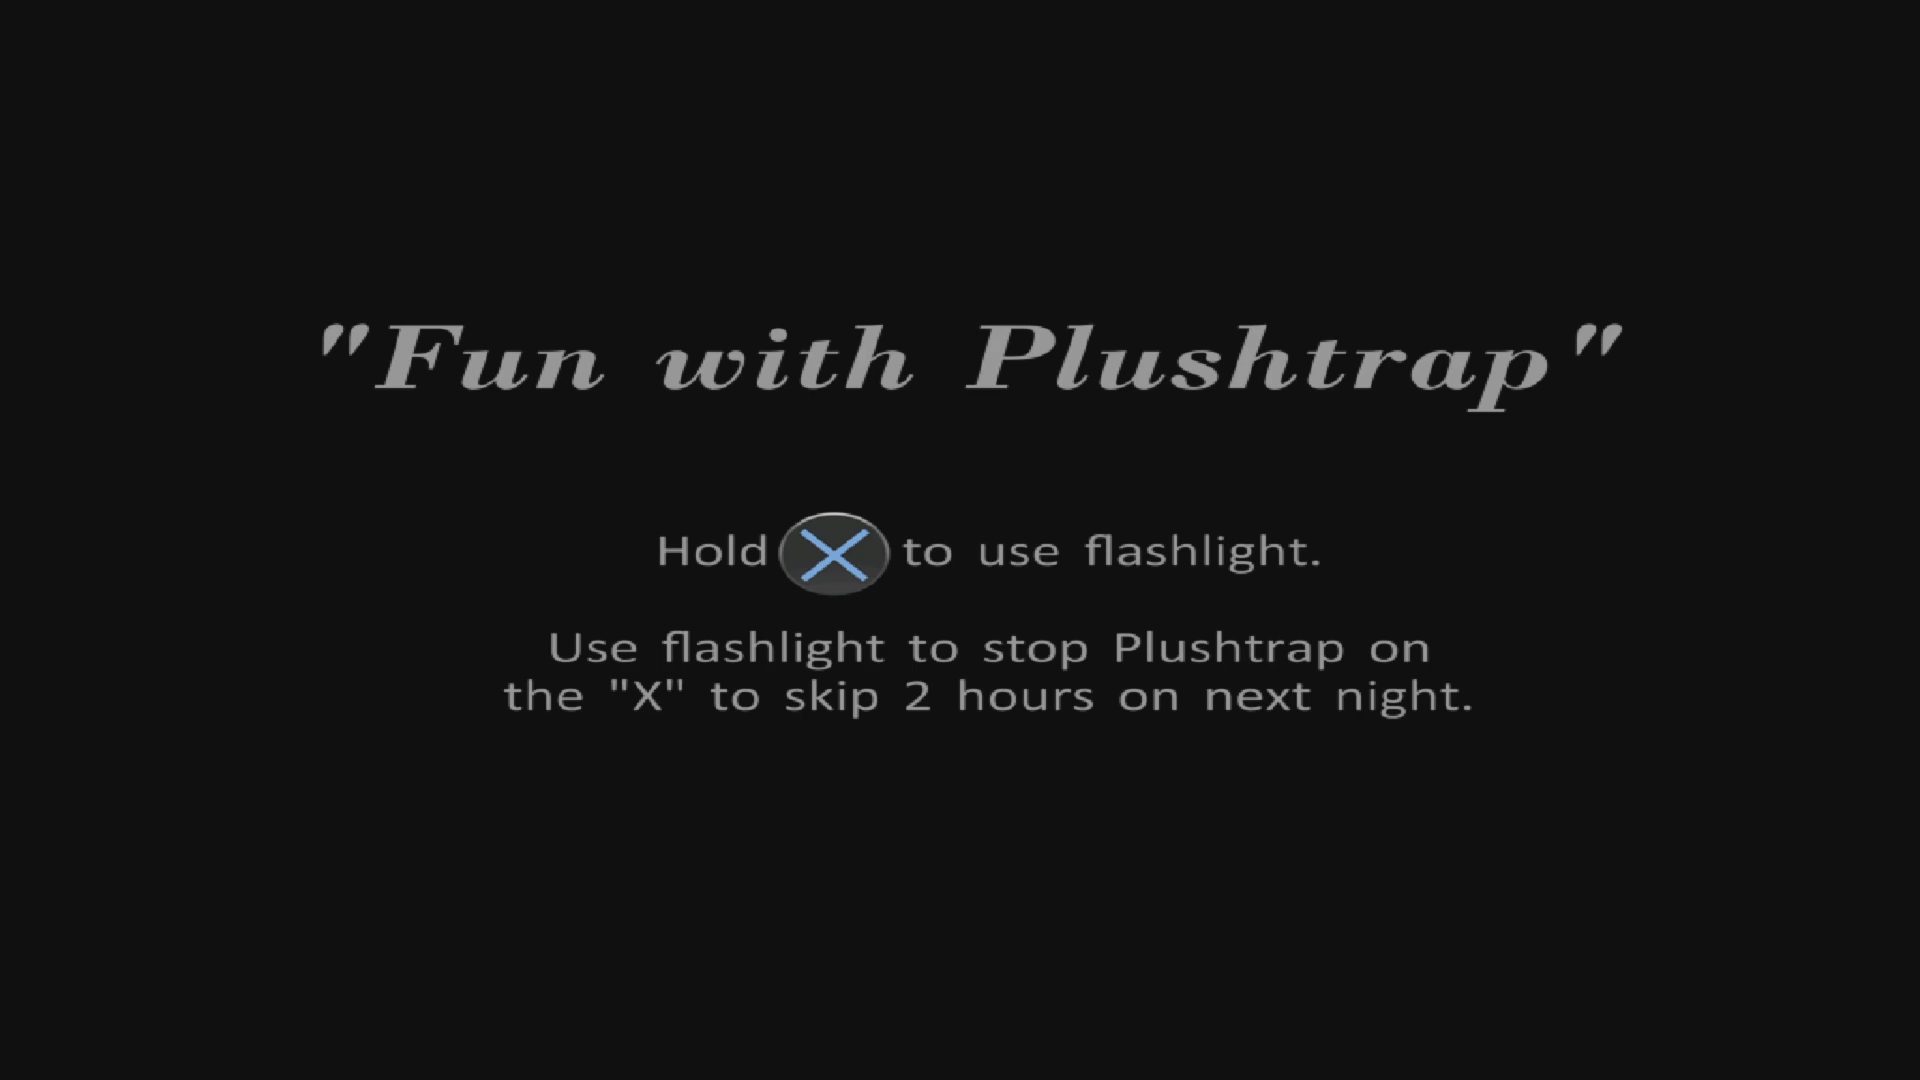 "Fun with Plushtrap"
Hold X to use flashlight.
Use flashlight to stop Plushtrap on
the "X" to skip 2 hours on next night.